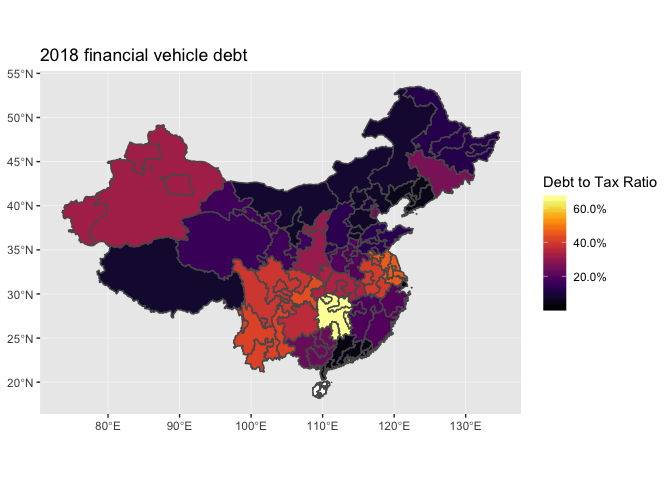 2018 financial vehicle debt
55°N
50°N
45°N
40°N
35°N
30°N
25°N
20°N
80°E 90°E 100°E 110°E 120°E 130°E
Debt to Tax Ratio
60.0%
40.0%
20.0%